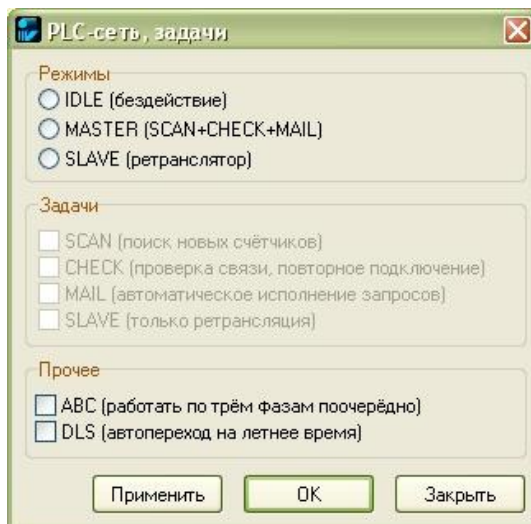 PLC-сеть, задачи
Режимы
IDLE (бездействие)
MASTER (SCAN+CHECK+MAIL)
SLAVE (ретранслятор)
Задачи
SCAN (поиск новых счётчиков)
CHECK (проверка связи, повторное подключение)
MAIL (автоматическое исполнение запросов)
SLAVE (только ретрансляция)
Прочее
ABC (работать по трём фазам поочерёдно)
DLS (автопереход на летнее время)
Применить OK Закрыть